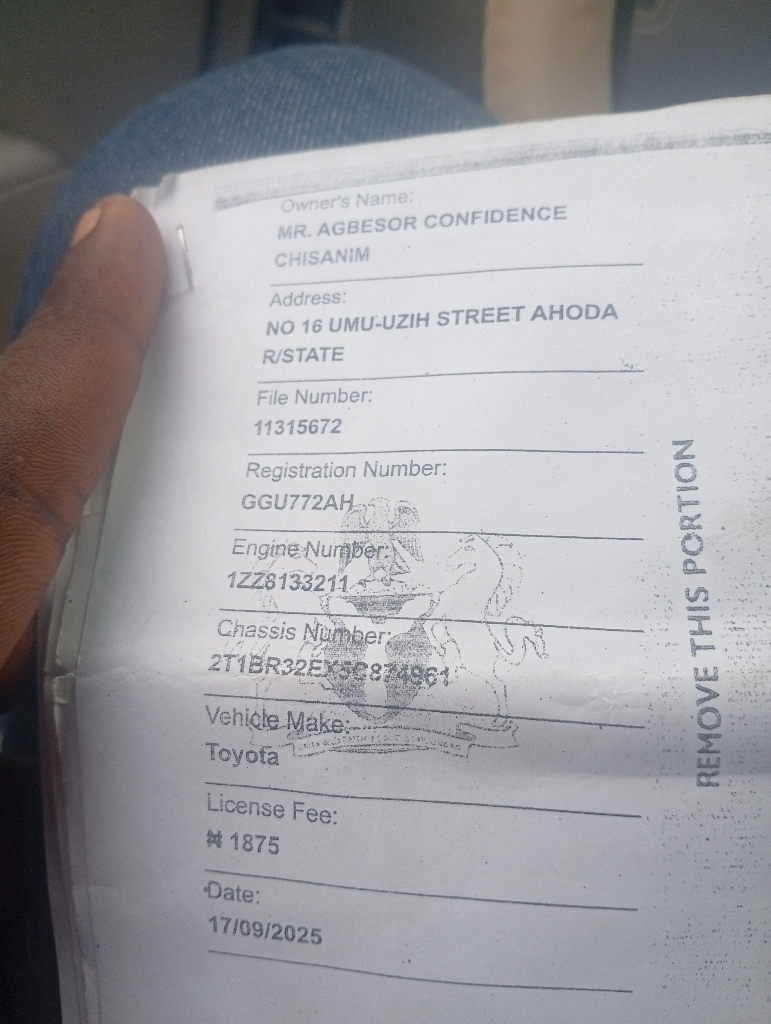 Owner's Name:
MR. AGBESOR CONFIDENCE
CHISANIM
Address:
NO 16 UMU-UZIH STREET AHODA
R/STATE
File Number:
11315672
Registration Number:
GGU772AH
Engine Number:
1ZZ8133211
Chassis Number:
2T1BR32EX5C874961
Vehicle Make:
Toyota
License Fee:
₦ 1875
Date:
17/09/2025
REMOVE THIS PORTION